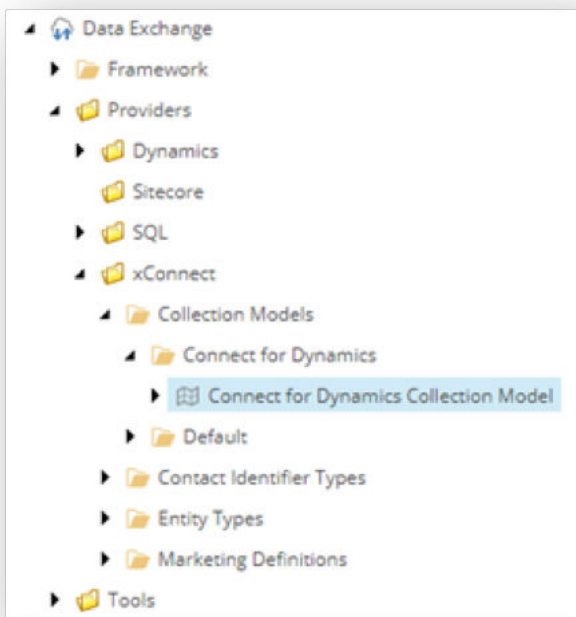 Data Exchange
Framework
Providers
Dynamics
Sitecore
SQL
xConnect
Collection Models
Connect for Dynamics
Connect for Dynamics Collection Model
Default
Contact Identifier Types
Entity Types
Marketing Definitions
Tools